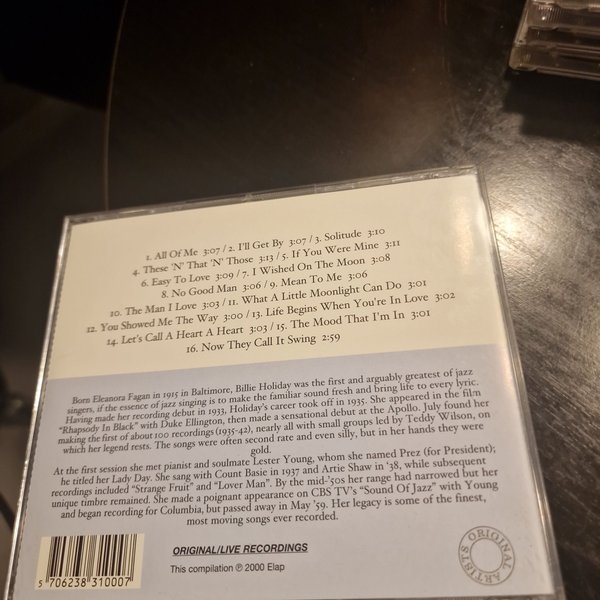 1. All Of Me 3:07 / 2. I'll Get By 3:07 / 3. Solitude 3:10
4. These 'N' That 'N' Those 3:13 / 5. If You Were Mine 3:11
6. Easy To Love 3:09 / 7. I Wished On The Moon 3:08
8. No Good Man 3:06 / 9. Mean To Me 3:06
10. The Man I Love 3:03 / 11. What A Little Moonlight Can Do 3:01
12. You Showed Me The Way 3:00 / 13. Life Begins When You're In Love 3:02
14. Let's Call A Heart A Heart 3:03 / 15. The Mood That I'm In 3:01
16. Now They Call It Swing 2:59
Born Eleanora Fagan in 1915 in Baltimore, Billie Holiday was the first and arguably greatest of jazz
singers, if the essence of jazz singing is to make the familiar sound fresh and bring life to every lyric.
Having made her recording debut in 1933, Holiday's career took off in 1935. She appeared in the film
"Rhapsody In Black" with Duke Ellington, then made a sensational debut at the Apollo. July found her
making the first of about 100 recordings (1935-42), nearly all with small groups led by Teddy Wilson, on
which her legend rests. The songs were often second rate and even silly, but in her hands they were
gold.
At the first session she met pianist and soulmate Lester Young, whom she named Prez (for President);
he titled her Lady Day. She sang with Count Basie in 1937 and Artie Shaw in '38, while subsequent
recordings included "Strange Fruit" and "Lover Man". By the mid-'50s her range had narrowed but her
unique timbre remained. She made a poignant appearance on CBS TV's "Sound Of Jazz" with Young
and began recording for Columbia, but passed away in May '59. Her legacy is some of the finest,
most moving songs ever recorded.
ORIGINAL/LIVE RECORDINGS
This compilation ℗ 2000 Elap
5 706238 310007
ORIGINAL ARTISTS